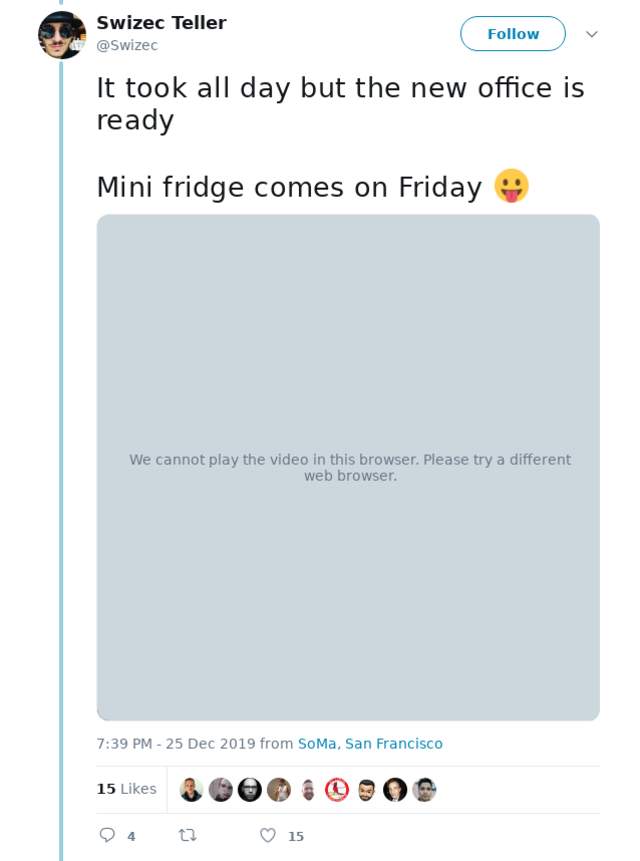 Swizec Teller
@Swizec
Follow
It took all day but the new office is
ready
Mini fridge comes on Friday 😛
We cannot play the video in this browser. Please try a different
web browser.
7:39 PM - 25 Dec 2019 from SoMa, San Francisco
15 Likes
4 15